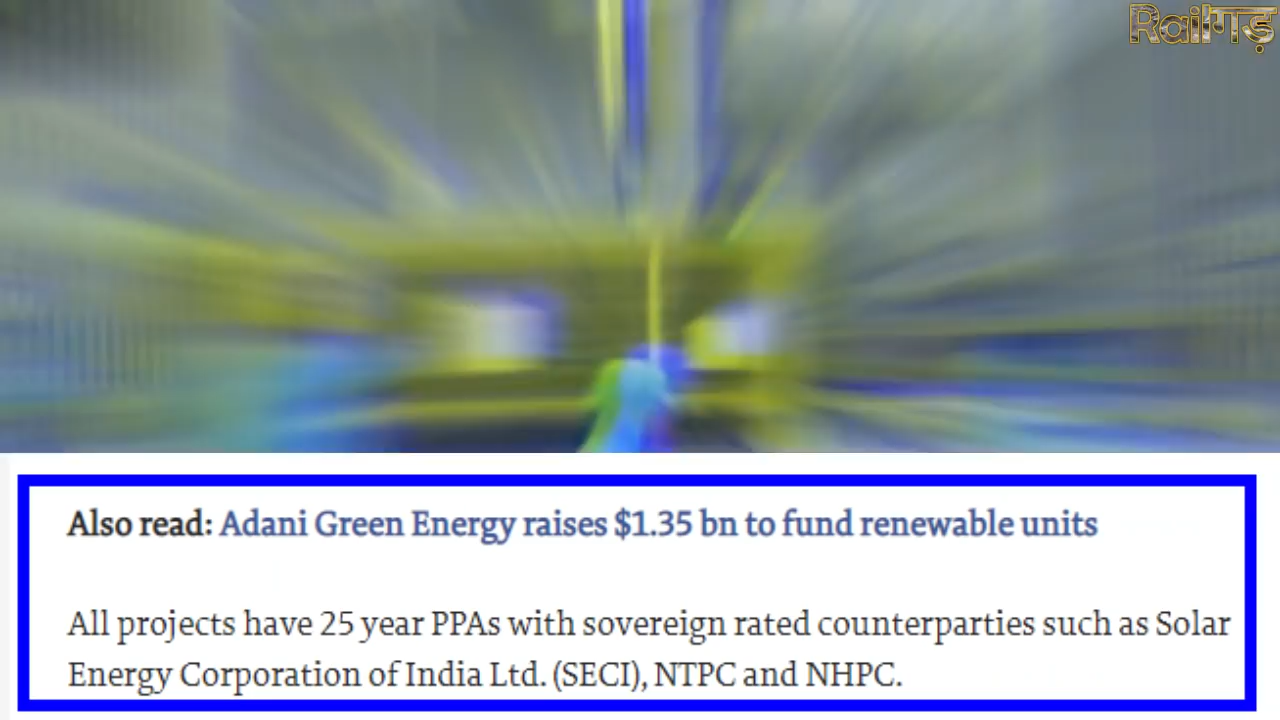 Railगड़
Also read: Adani Green Energy raises $1.35 bn to fund renewable units
All projects have 25 year PPAs with sovereign rated counterparties such as Solar
Energy Corporation of India Ltd. (SECI), NTPC and NHPC.